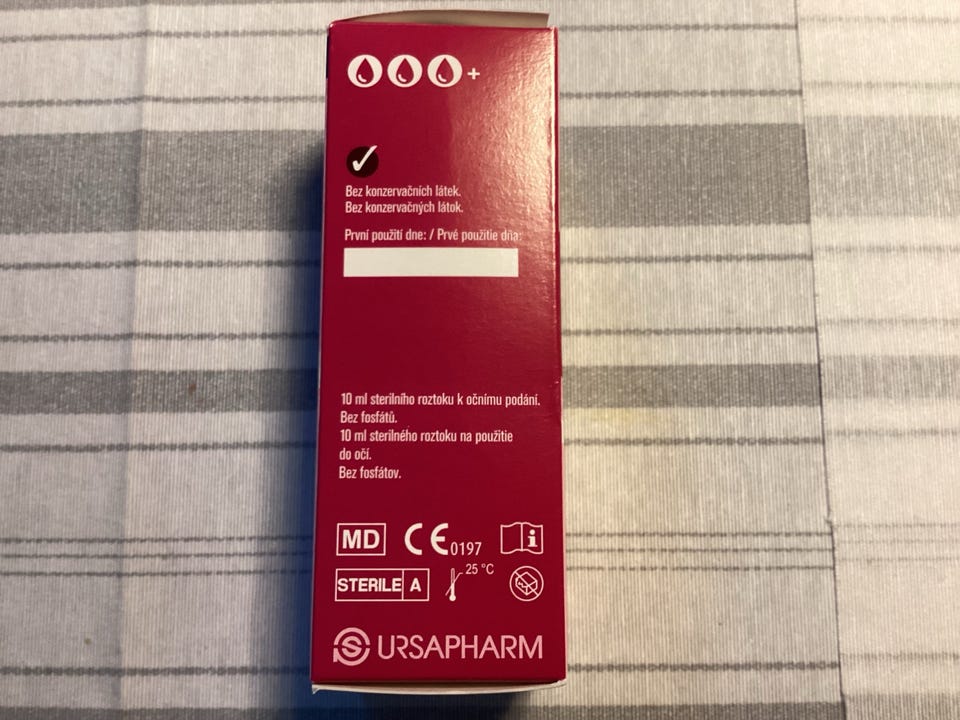 +
Bez konzervačních látek.
Bez konzervačných látok.
První použití dne: / Prvé použitie dňa:
10 ml sterilního roztoku k očnímu podání.
Bez fosfátů.
10 ml sterilného roztoku na použitie
do očí.
Bez fosfátov.
MD CE 0197 i
STERILE A 25 °C
URSAPHARM